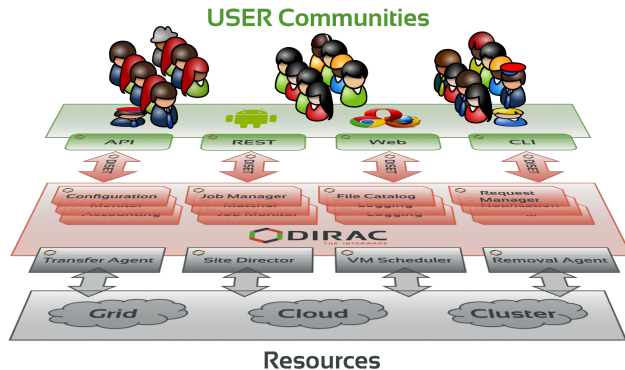 USER Communities
API REST Web CLI
DISET DISET DISET DISET
Configuration Job Manager File Catalog Request Manager
Monitor Matcher Logging Notification
Accounting Job Monitor Logging ...
DIRAC
THE INTERWARE
Transfer Agent Site Director VM Scheduler Removal Agent
Grid Cloud Cluster
Resources